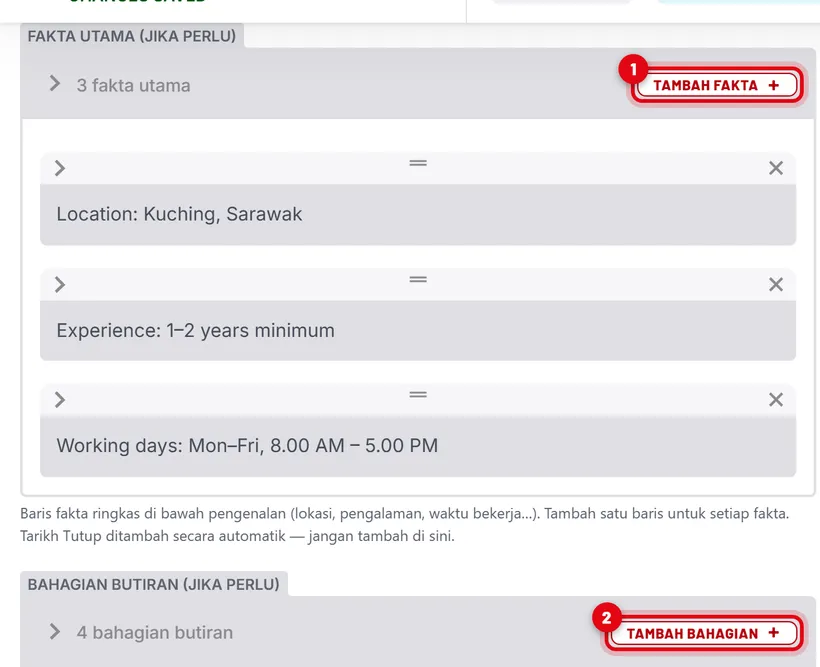 CHANGES SAVED
FAKTA UTAMA (JIKA PERLU)
3 fakta utama
1
TAMBAH FAKTA +
Location: Kuching, Sarawak
Experience: 1–2 years minimum
Working days: Mon–Fri, 8.00 AM – 5.00 PM
Baris fakta ringkas di bawah pengenalan (lokasi, pengalaman, waktu bekerja...). Tambah satu baris untuk setiap fakta.
Tarikh Tutup ditambah secara automatik — jangan tambah di sini.
BAHAGIAN BUTIRAN (JIKA PERLU)
4 bahagian butiran
2
TAMBAH BAHAGIAN +